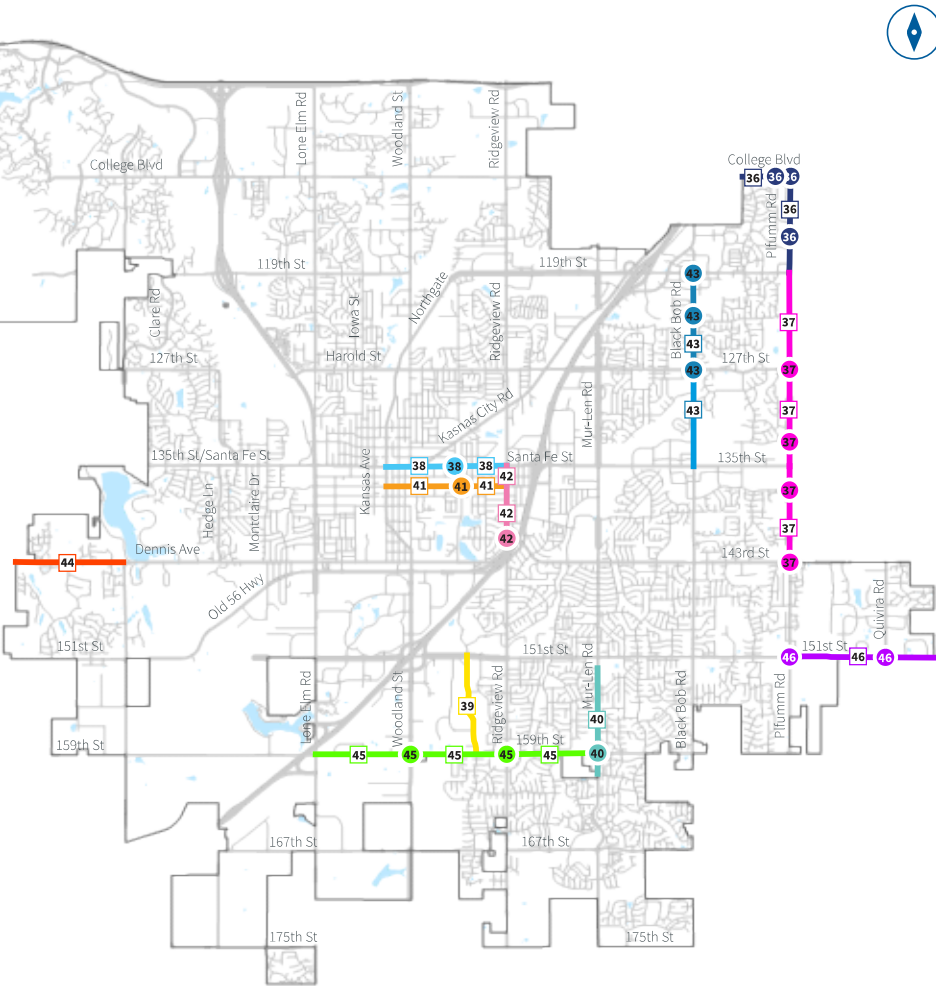 Lone Elm Rd
Woodland St
Ridgeview Rd
College Blvd
College Blvd
36
36
36
36
Pflumm Rd
36
119th St
119th St
43
Clare Rd
Northgate
Iowa St
Ridgeview Rd
Black Bob Rd
43
37
43
127th St
Harold St
127th St
43
37
Kasnas City Rd
Mur-Len Rd
43
37
37
135th St/Santa Fe St
Santa Fe St
135th St
38
38
38
42
41
41
41
37
Kansas Ave
Hedge Ln
Montclaire Dr
42
37
42
Dennis Ave
143rd St
44
37
Old 56 Hwy
Quivira Rd
151st St
151st St
151st St
46
46
46
Lone Elm Rd
Woodland St
39
Ridgeview Rd
Mur-Len Rd
40
Black Bob Rd
Pflumm Rd
159th St
159th St
45
45
45
45
45
40
167th St
167th St
175th St
175th St